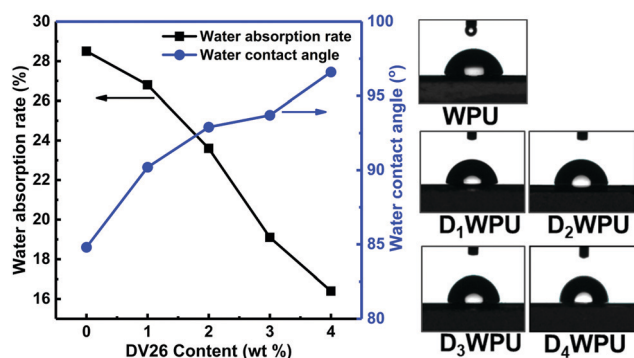 30
28
26
24
22
20
18
16
Water absorption rate (%)
0
1
2
3
4
DV26 Content (wt %)
Water absorption rate
Water contact angle
100
95
90
85
80
Water contact angle (°)
WPU
D₁WPU
D₂WPU
D₃WPU
D₄WPU